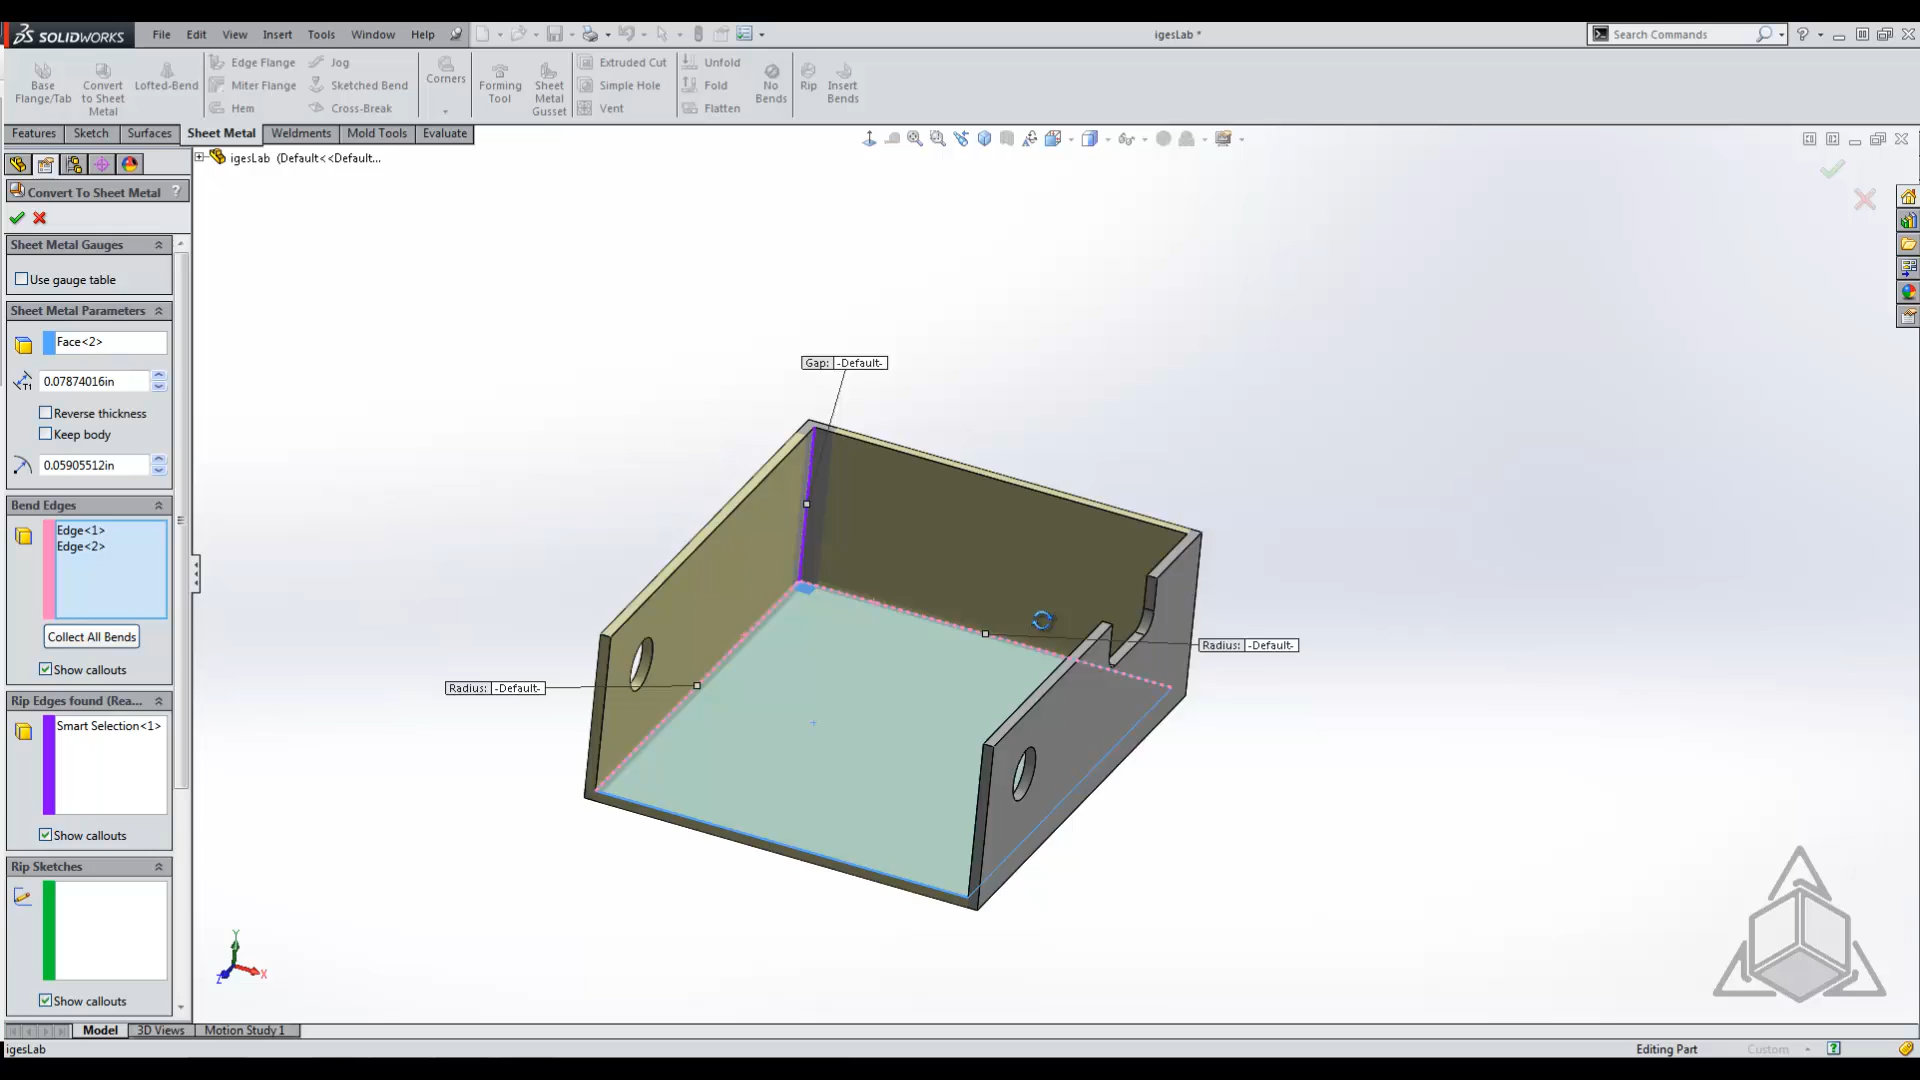 SOLIDWORKS File Edit View Insert Tools Window Help igesLab * Search Commands
Base Flange/Tab
Convert to Sheet Metal
Lofted-Bend
Edge Flange
Miter Flange
Hem
Jog
Sketched Bend
Cross-Break
Corners
Forming Tool
Sheet Metal Gusset
Extruded Cut
Simple Hole
Vent
Unfold
Fold
Flatten
No Bends
Rip
Insert Bends
Features Sketch Surfaces Sheet Metal Weldments Mold Tools Evaluate
igesLab (Default<<Default...
Convert To Sheet Metal ?
Sheet Metal Gauges
Use gauge table
Sheet Metal Parameters
Face<2>
T1 0.07874016in
Reverse thickness
Keep body
0.05905512in
Bend Edges
Edge<1>
Edge<2>
Collect All Bends
Show callouts
Rip Edges found (Rea...
Smart Selection<1>
Show callouts
Rip Sketches
Show callouts
Gap: -Default-
Radius: -Default-
Radius: -Default-
Y
Z
X
Model 3D Views Motion Study 1
igesLab Editing Part Custom ?